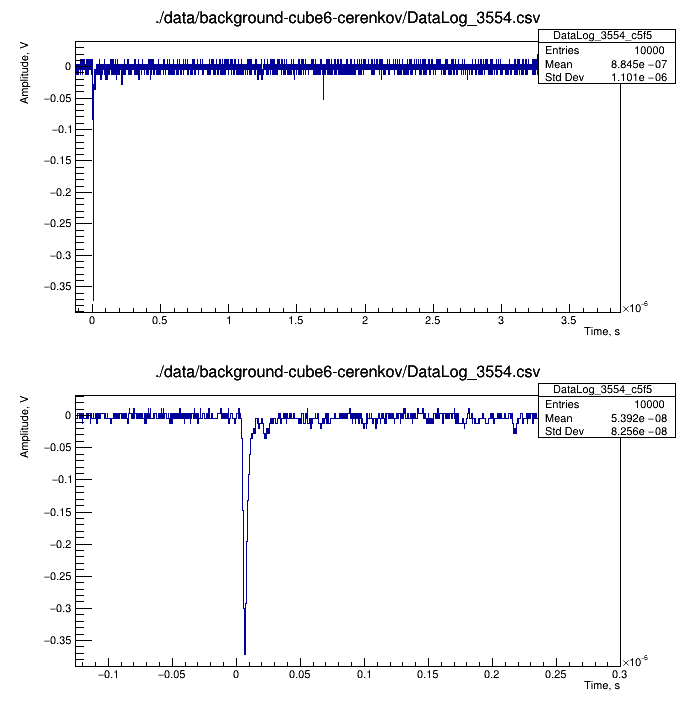 ./data/background-cube6-cerenkov/DataLog_3554.csv
DataLog_3554_c5f5
Entries 10000
Mean 8.845e −07
Std Dev 1.101e −06
Amplitude, V
0
−0.05
−0.1
−0.15
−0.2
−0.25
−0.3
−0.35
0 0.5 1 1.5 2 2.5 3 3.5
×10⁻⁶
Time, s
./data/background-cube6-cerenkov/DataLog_3554.csv
DataLog_3554_c5f5
Entries 10000
Mean 5.392e −08
Std Dev 8.256e −08
Amplitude, V
0
−0.05
−0.1
−0.15
−0.2
−0.25
−0.3
−0.35
−0.1 −0.05 0 0.05 0.1 0.15 0.2 0.25 0.3
×10⁻⁶
Time, s